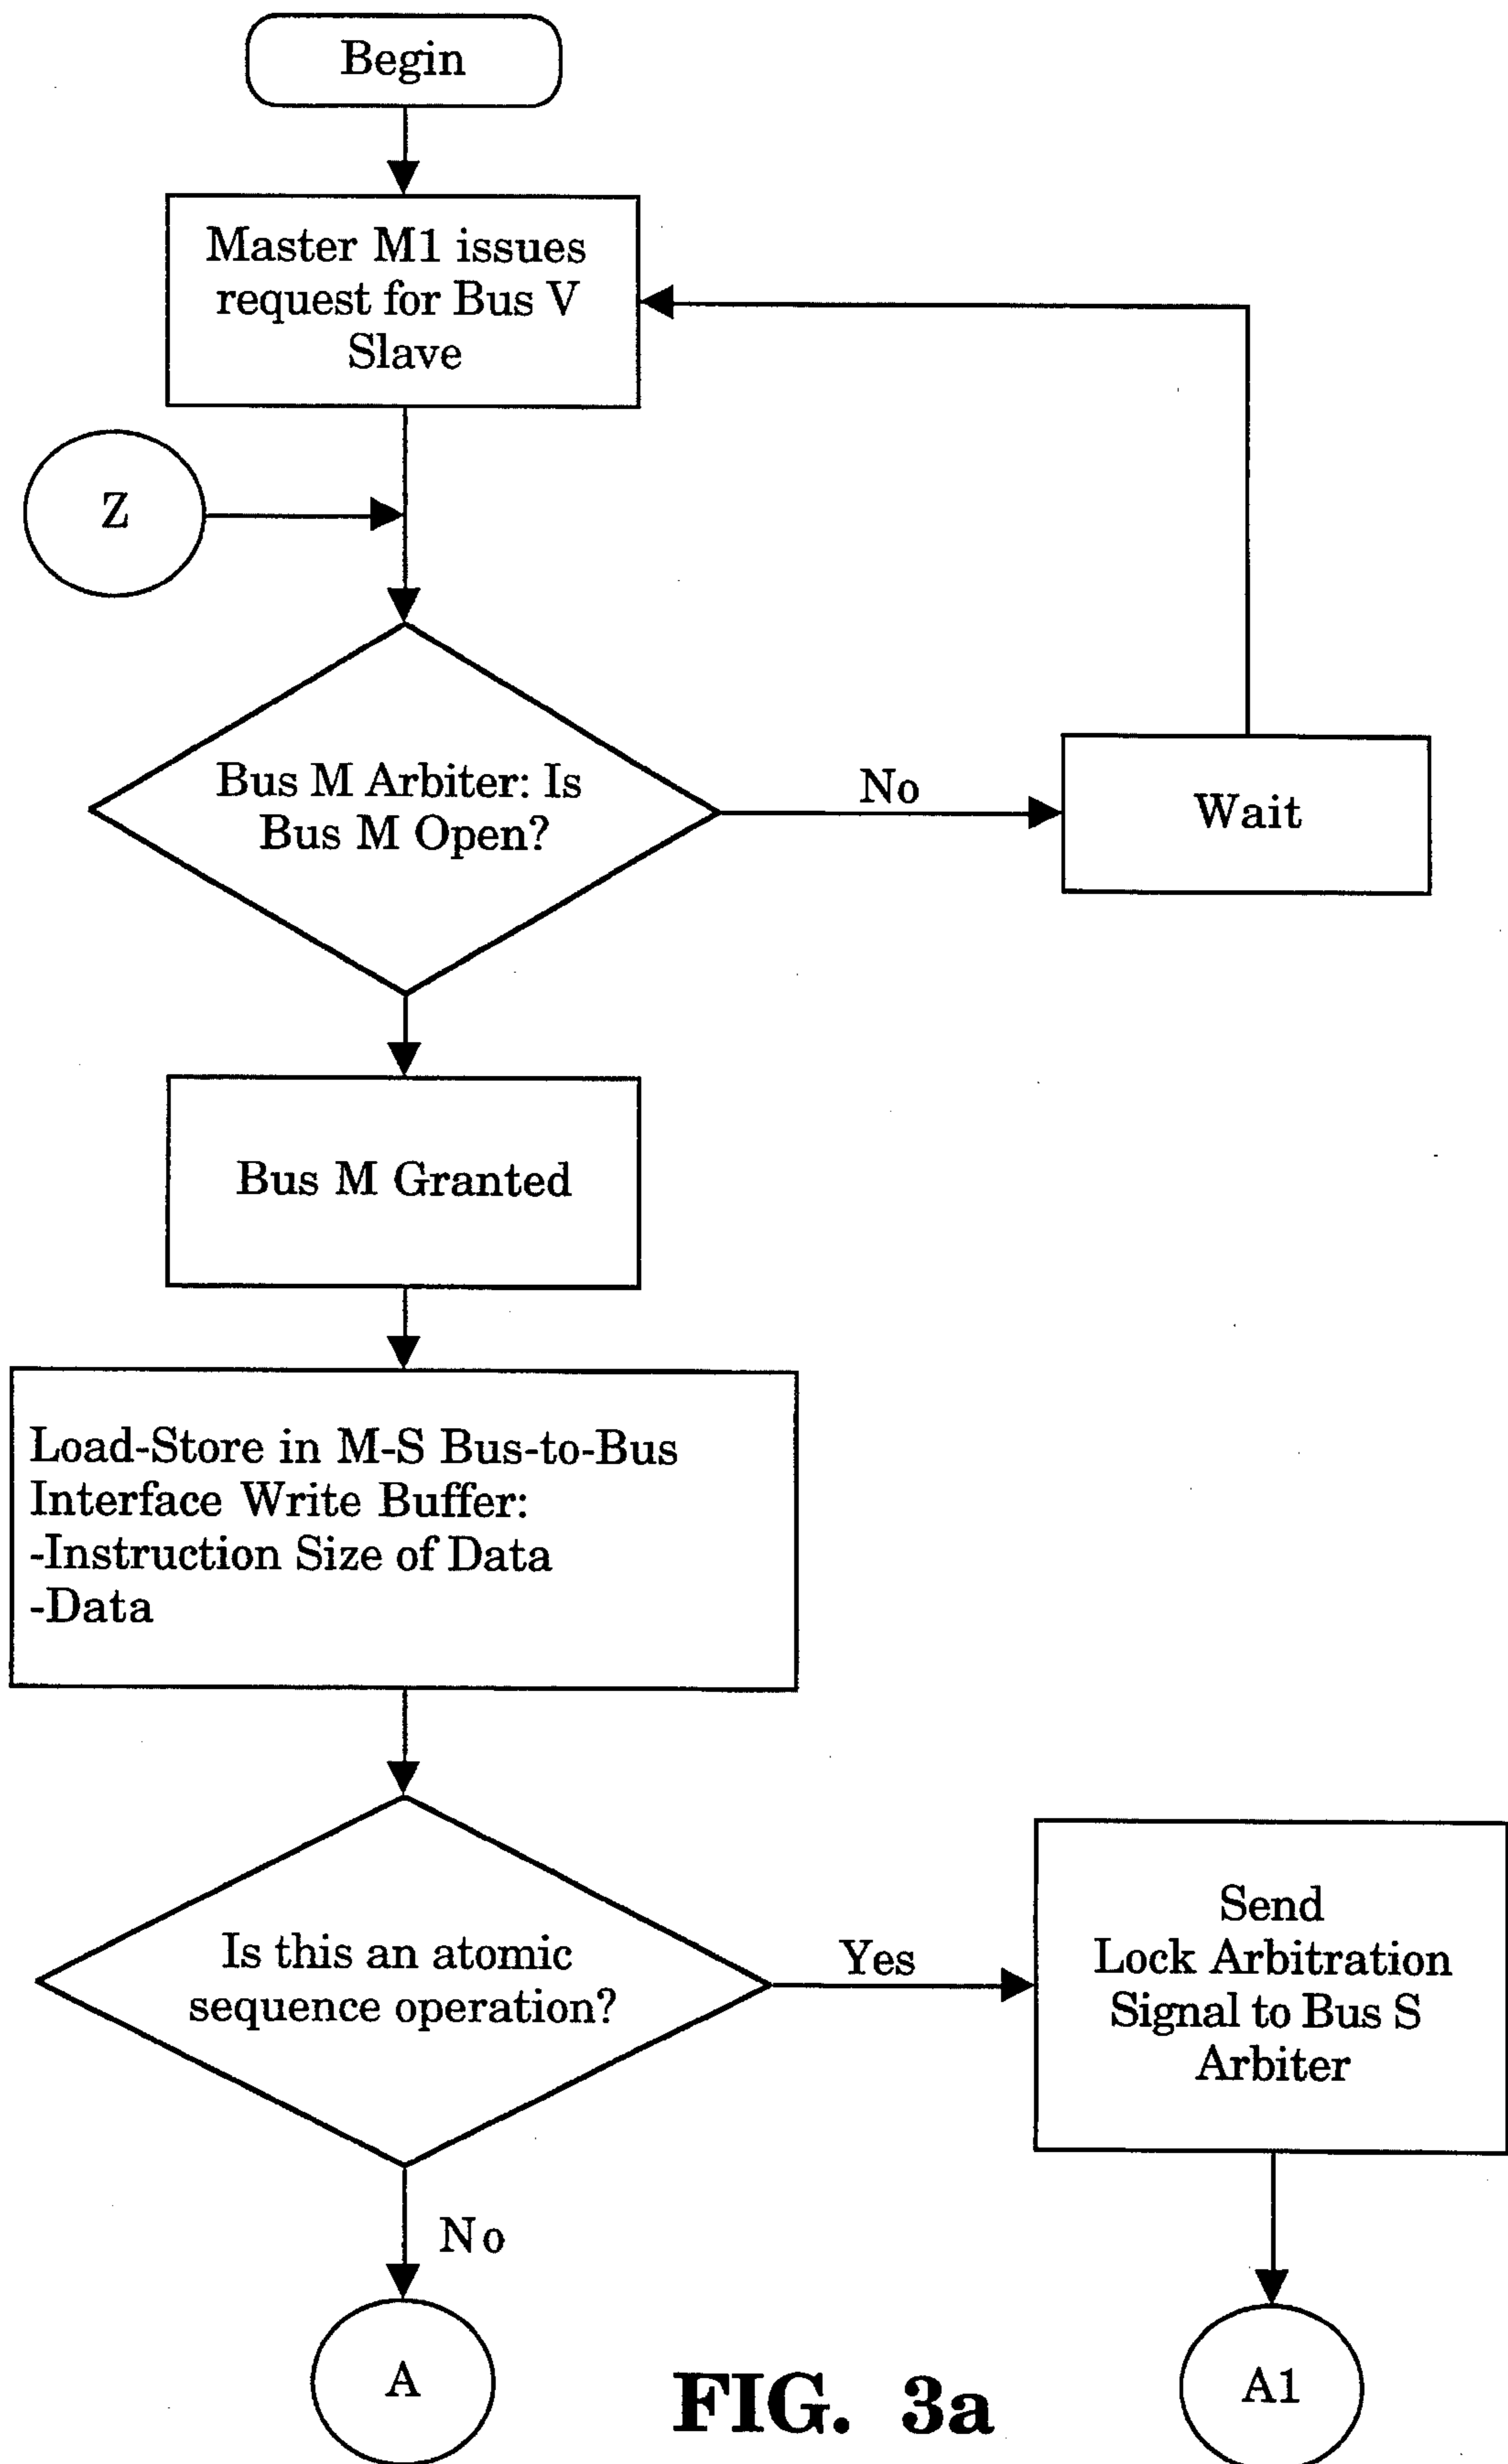 Begin
Master M1 issues
request for Bus V
Slave
Z
Bus M Arbiter: Is
Bus M Open?
No
Wait
Bus M Granted
Load-Store in M-S Bus-to-Bus
Interface Write Buffer:
-Instruction Size of Data
-Data
Is this an atomic
sequence operation?
Yes
Send
Lock Arbitration
Signal to Bus S
Arbiter
No
A
A1
FIG. 3a